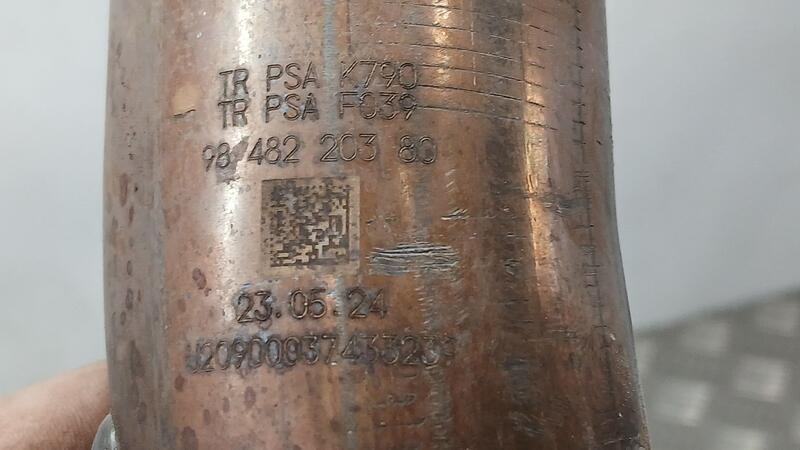 TR PSA K790
TR PSA F039
98 482 203 80
23.05.24